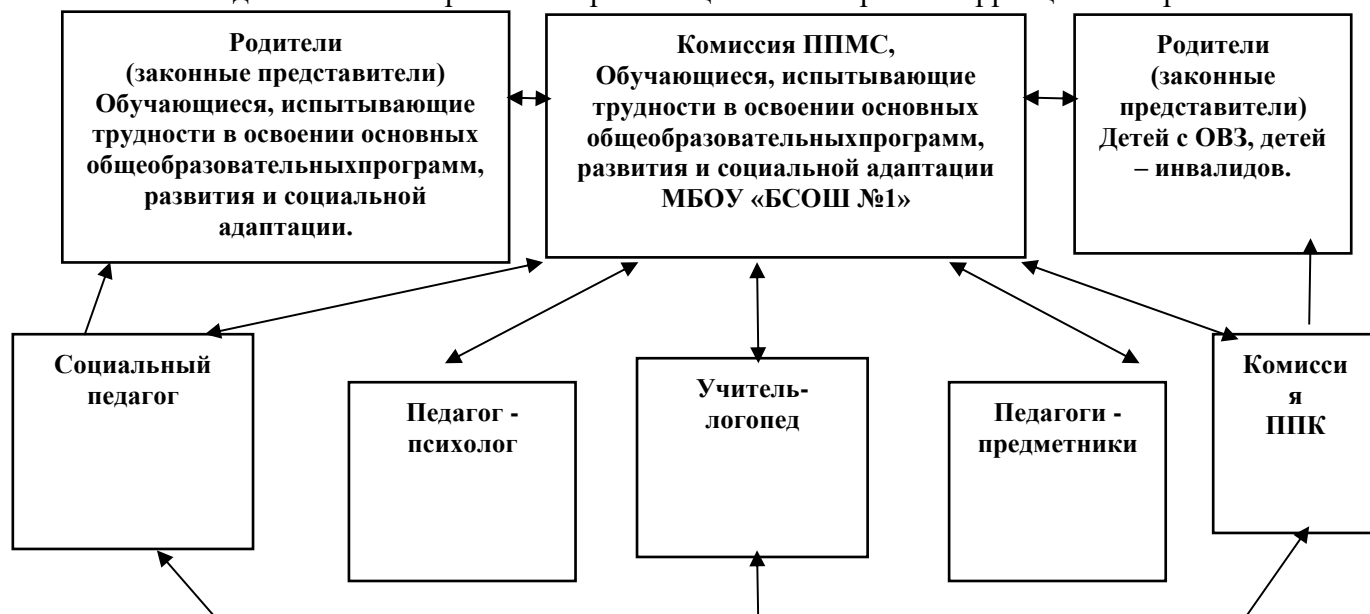 Родители
(законные представители)
Обучающиеся, испытывающие
трудности в освоении основных
общеобразовательныхпрограмм,
развития и социальной
адаптации.
Комиссия ППМС,
Обучающиеся, испытывающие
трудности в освоении основных
общеобразовательныхпрограмм,
развития и социальной адаптации
МБОУ «БСОШ №1»
Родители
(законные
представители)
Детей с ОВЗ, детей
– инвалидов.
Социальный
педагог
Педагог -
психолог
Учитель-
логопед
Педагоги -
предметники
Комисси
я
ППК